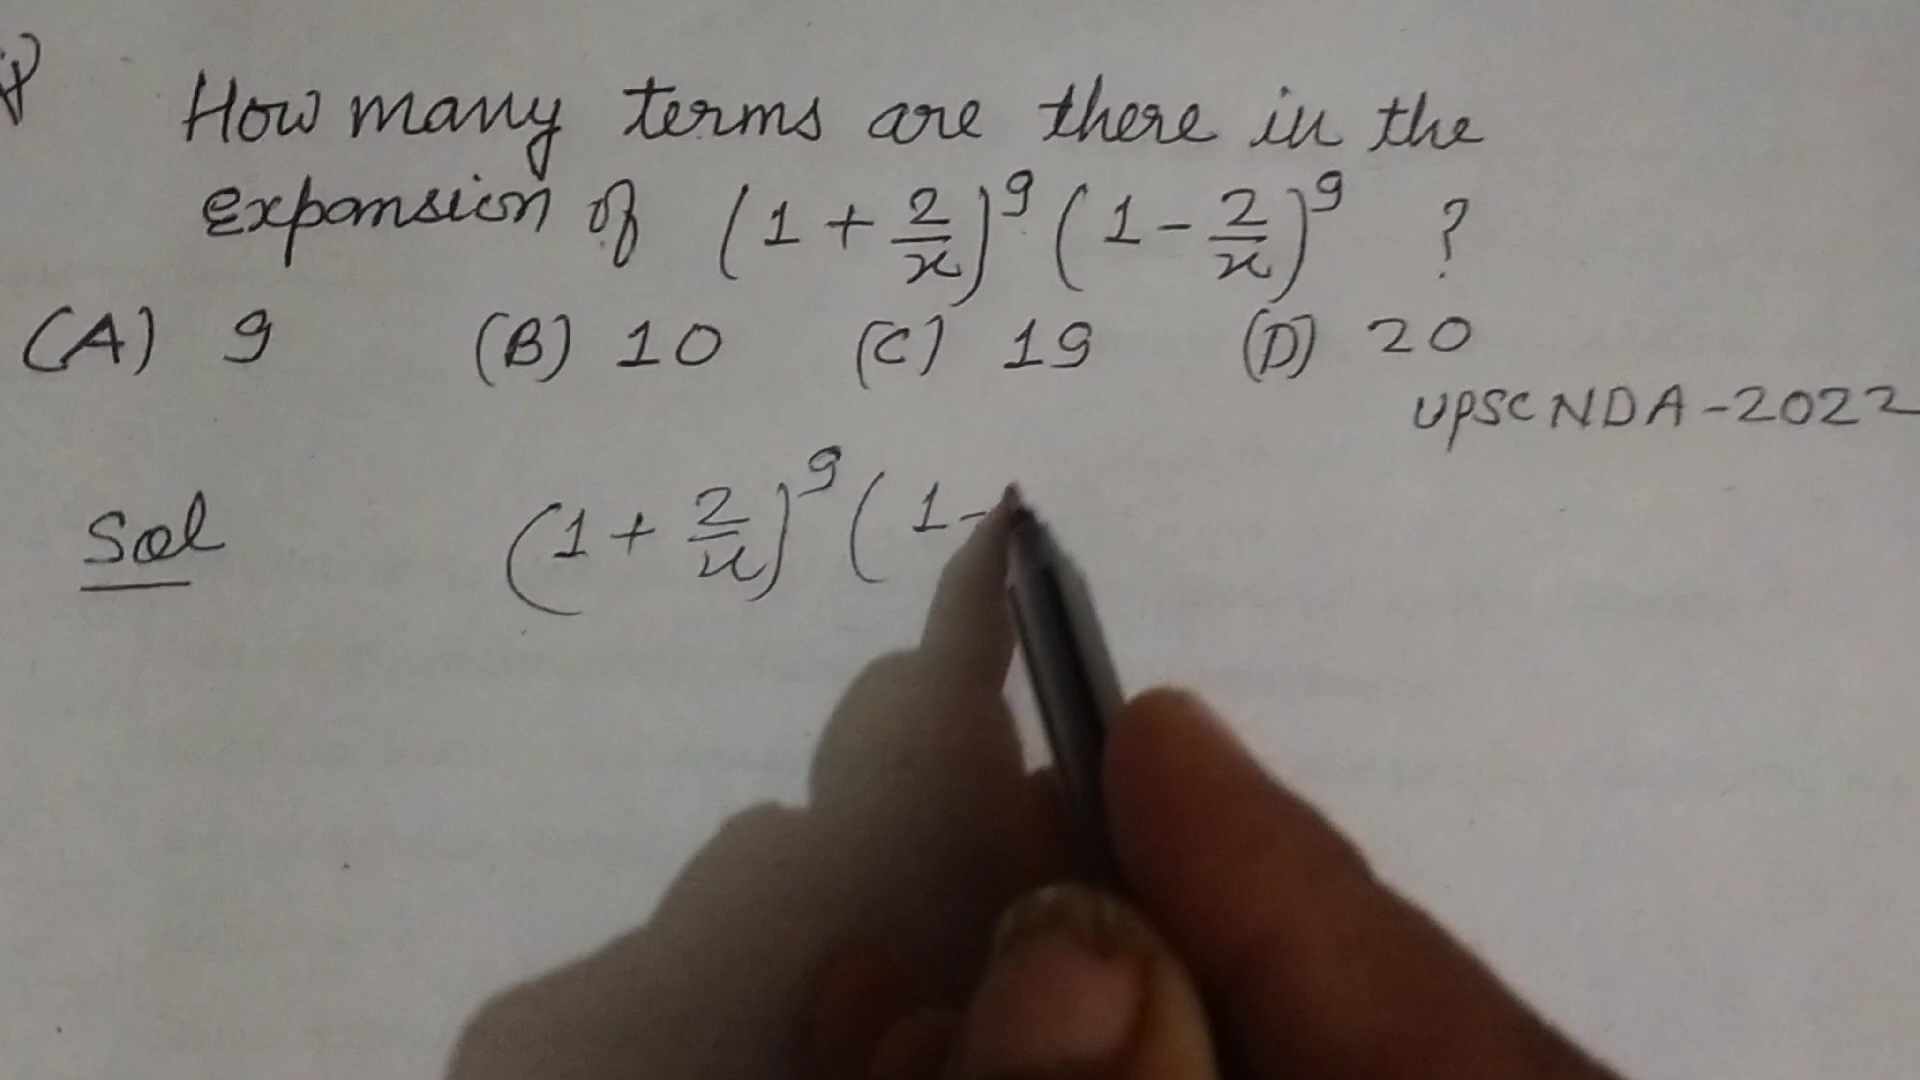 How many terms are there in the
expansion of (1 + 2/x)^9 (1 - 2/x)^9 ?
(A) 9 (B) 10 (C) 19 (D) 20
UPSC NDA-2022
Sol (1 + 2/x)^9 (1 -